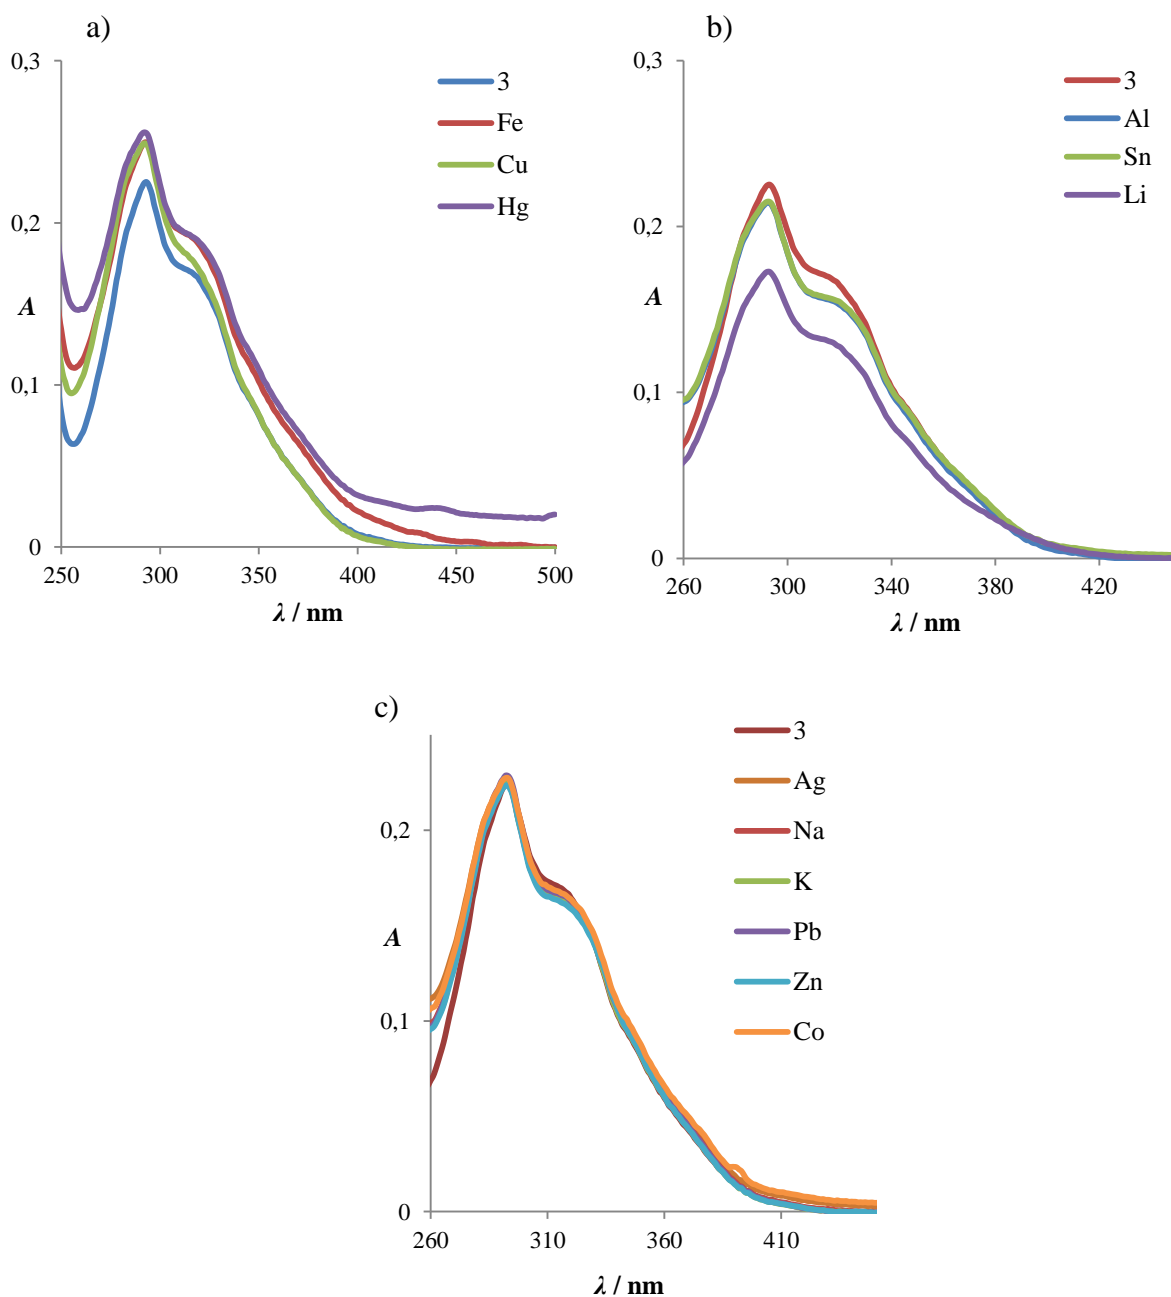 a)
0,3
0,2
0,1
0
A
250 300 350 400 450 500
λ / nm
3
Fe
Cu
Hg
b)
0,3
0,2
0,1
0
A
260 300 340 380 420
λ / nm
3
Al
Sn
Li
c)
0,2
0,1
0
A
260 310 360 410
λ / nm
3
Ag
Na
K
Pb
Zn
Co